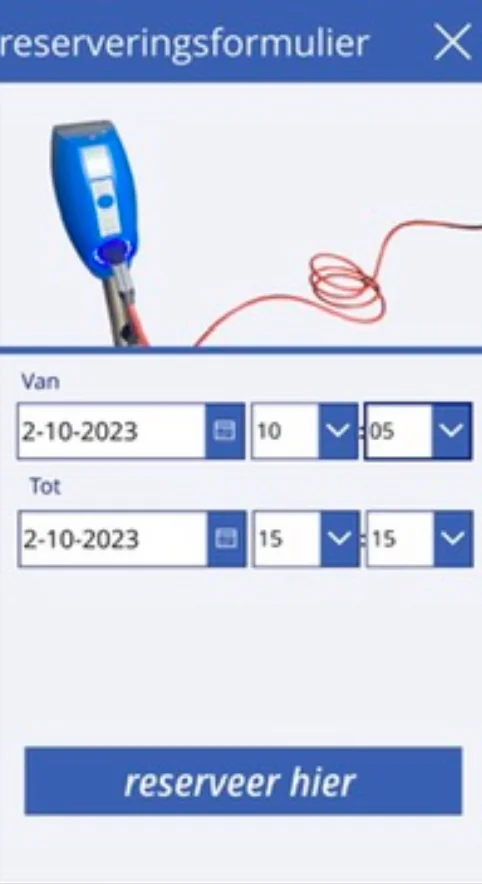 reserveringsformulier
Van
2-10-2023 10 : 05
Tot
2-10-2023 15 : 15
reserveer hier